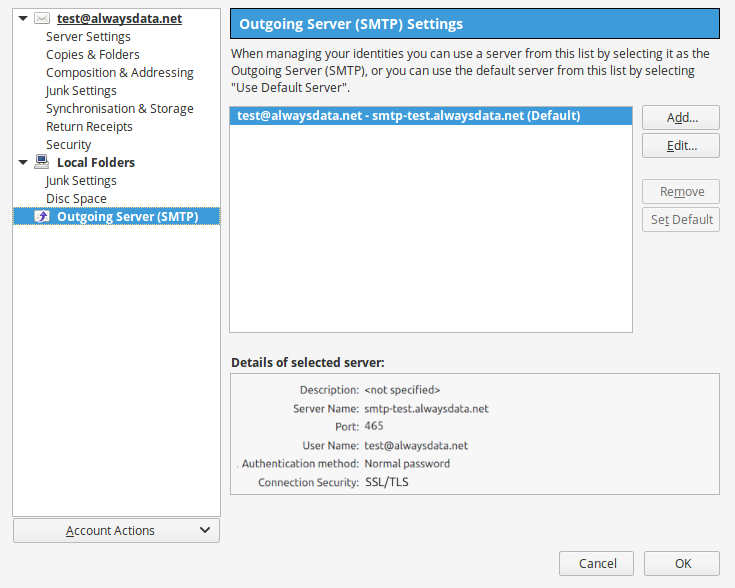 test@alwaysdata.net
Server Settings
Copies & Folders
Composition & Addressing
Junk Settings
Synchronisation & Storage
Return Receipts
Security
Local Folders
Junk Settings
Disc Space
Outgoing Server (SMTP)
Account Actions
Outgoing Server (SMTP) Settings
When managing your identities you can use a server from this list by selecting it as the
Outgoing Server (SMTP), or you can use the default server from this list by selecting
"Use Default Server".
test@alwaysdata.net - smtp-test.alwaysdata.net (Default)
Add...
Edit...
Remove
Set Default
Details of selected server:
Description: <not specified>
Server Name: smtp-test.alwaysdata.net
Port: 465
User Name: test@alwaysdata.net
Authentication method: Normal password
Connection Security: SSL/TLS
Cancel
OK